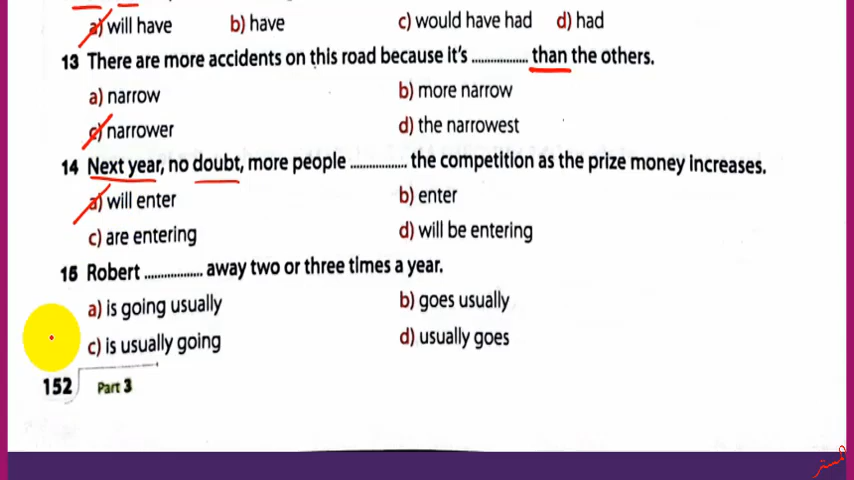 a) will have b) have c) would have had d) had
13 There are more accidents on this road because it's ................ than the others.
a) narrow b) more narrow
c) narrower d) the narrowest
14 Next year, no doubt, more people ................ the competition as the prize money increases.
a) will enter b) enter
c) are entering d) will be entering
15 Robert ................ away two or three times a year.
a) is going usually b) goes usually
c) is usually going d) usually goes
152 Part 3
مستر